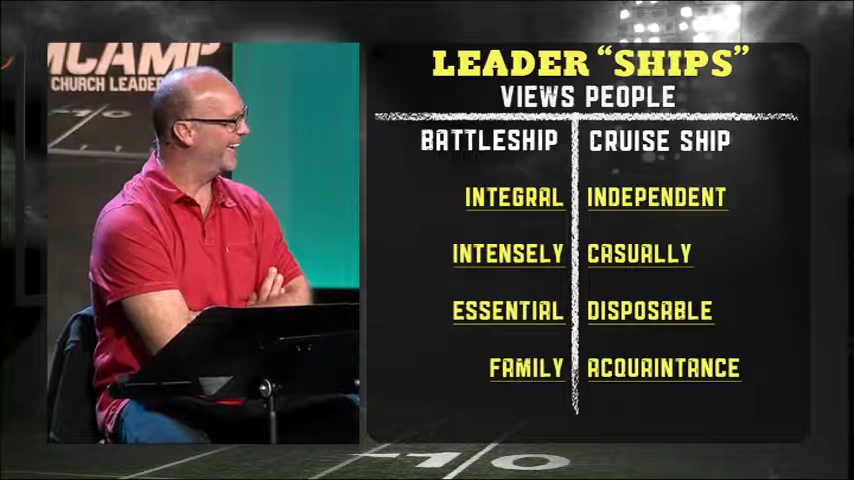 MCAMP
CHURCH LEADER
LEADER “SHIPS”
VIEWS PEOPLE
BATTLESHIP CRUISE SHIP
INTEGRAL INDEPENDENT
INTENSELY CASUALLY
ESSENTIAL DISPOSABLE
FAMILY ACQUAINTANCE
-10